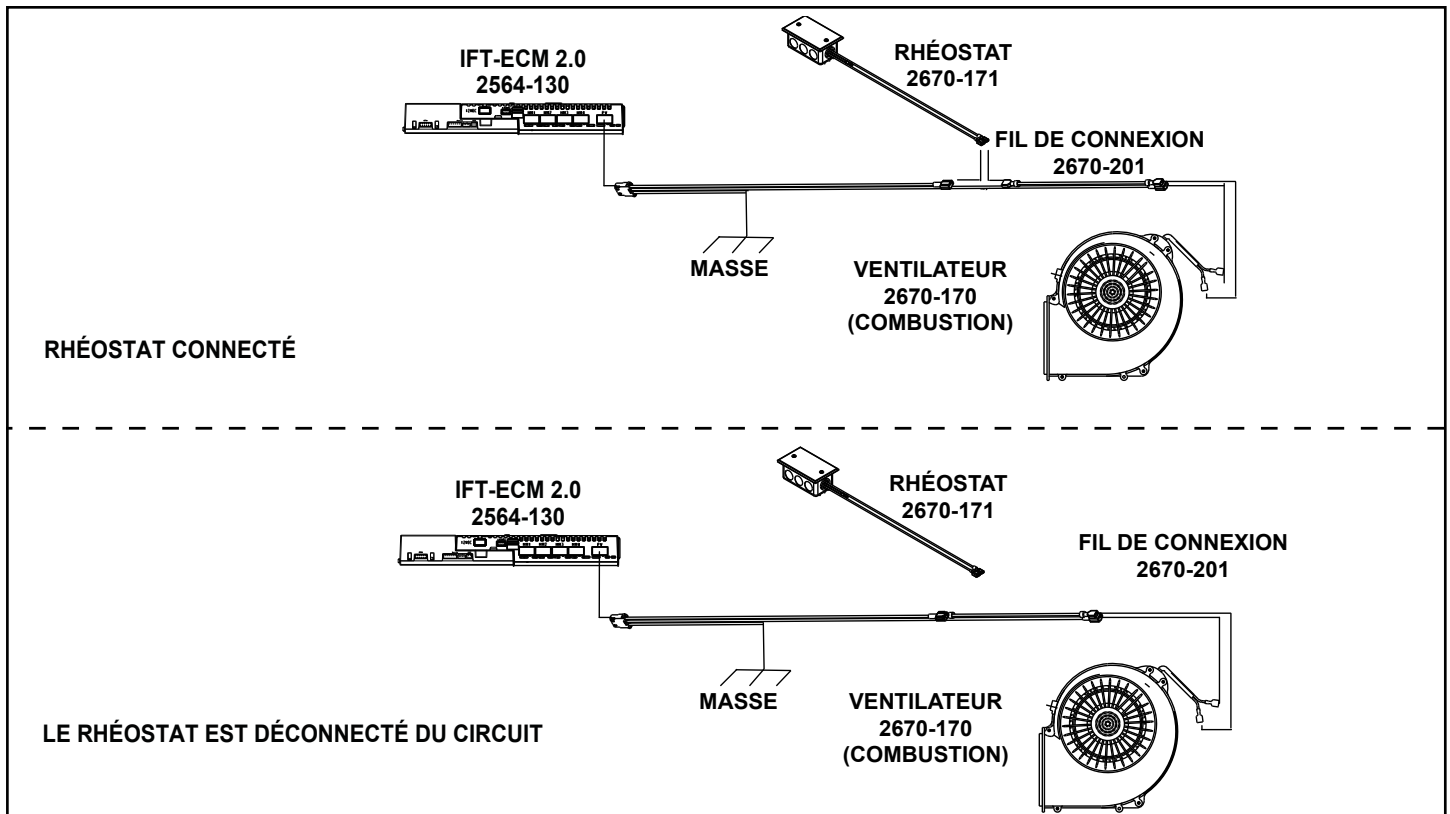 IFT-ECM 2.0
2564-130
RHÉOSTAT
2670-171
FIL DE CONNEXION
2670-201
MASSE
VENTILATEUR
2670-170
(COMBUSTION)
RHÉOSTAT CONNECTÉ
IFT-ECM 2.0
2564-130
RHÉOSTAT
2670-171
FIL DE CONNEXION
2670-201
MASSE
VENTILATEUR
2670-170
(COMBUSTION)
LE RHÉOSTAT EST DÉCONNECTÉ DU CIRCUIT